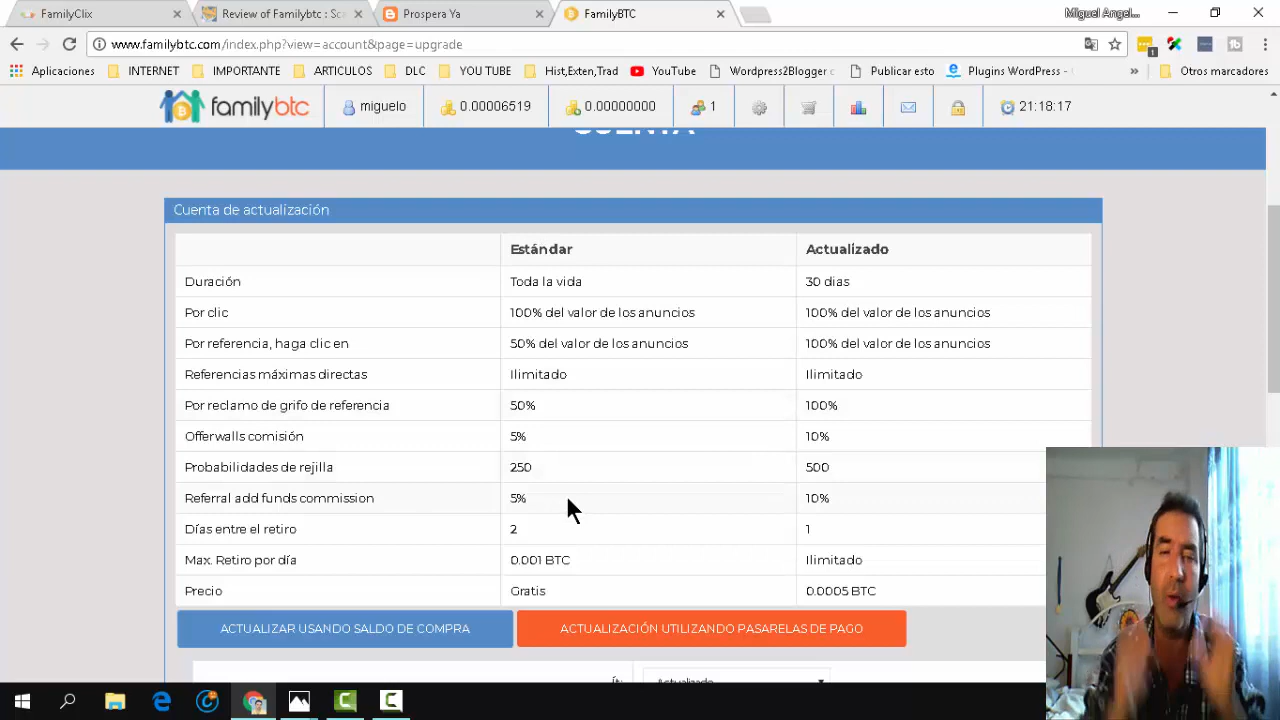 FamilyClix
Review of Familybtc : Sca
Prospera Ya
FamilyBTC
Miguel Angel...
www.familybtc.com/index.php?view=account&page=upgrade
1
Aplicaciones
INTERNET
IMPORTANTE
ARTICULOS
DLC
YOU TUBE
Hist,Exten,Trad
YouTube
Wordpress2Blogger c
Publicar esto
Plugins WordPress -
»
Otros marcadores
familybtc
miguelo
0.00006519
0.00000000
1
21:18:17
CUENTA
Cuenta de actualización
Estándar Actualizado
Duración Toda la vida 30 dias
Por clic 100% del valor de los anuncios 100% del valor de los anuncios
Por referencia, haga clic en 50% del valor de los anuncios 100% del valor de los anuncios
Referencias máximas directas Ilimitado Ilimitado
Por reclamo de grifo de referencia 50% 100%
Offerwalls comisión 5% 10%
Probabilidades de rejilla 250 500
Referral add funds commission 5% 10%
Días entre el retiro 2 1
Max. Retiro por día 0.001 BTC Ilimitado
Precio Gratis 0.0005 BTC
ACTUALIZAR USANDO SALDO DE COMPRA
ACTUALIZACIÓN UTILIZANDO PASARELAS DE PAGO
Actualizado